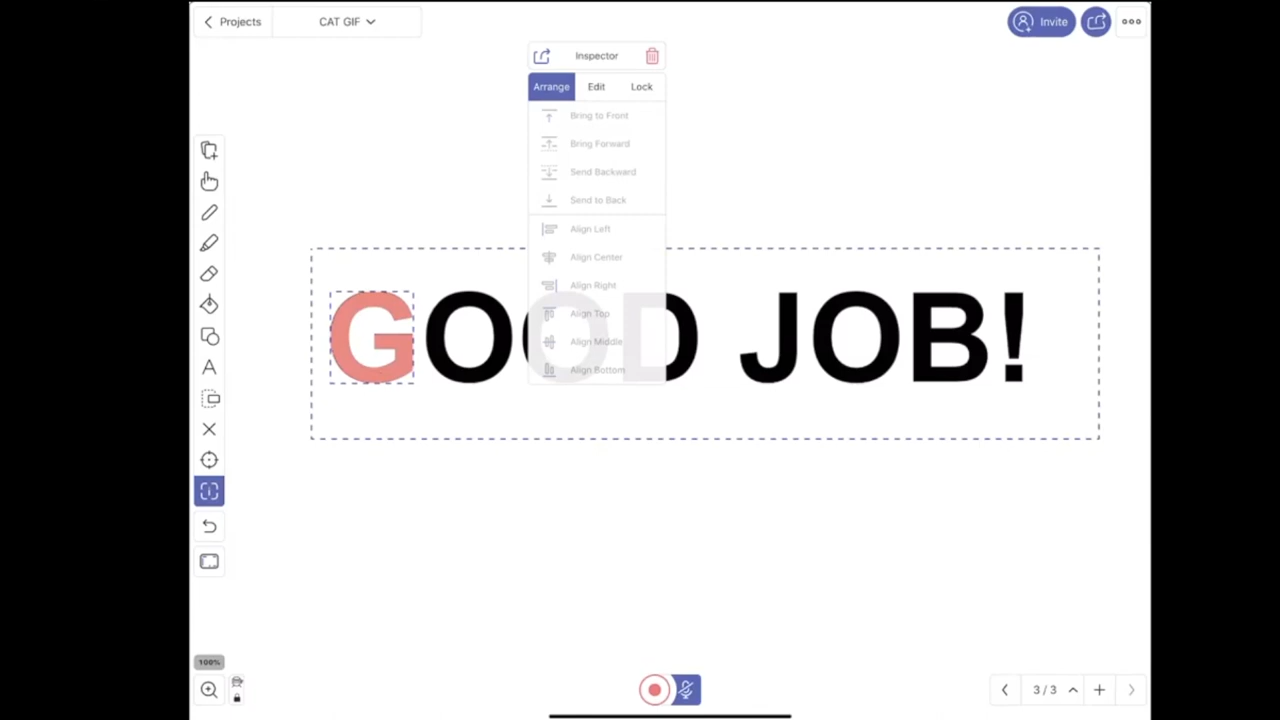 Projects
CAT GIF
Invite
Inspector
Arrange
Edit
Lock
Bring to Front
Bring Forward
Send Backward
Send to Back
Align Left
Align Center
Align Right
Align Top
Align Middle
Align Bottom
GOOD JOB!
A
100%
3 / 3